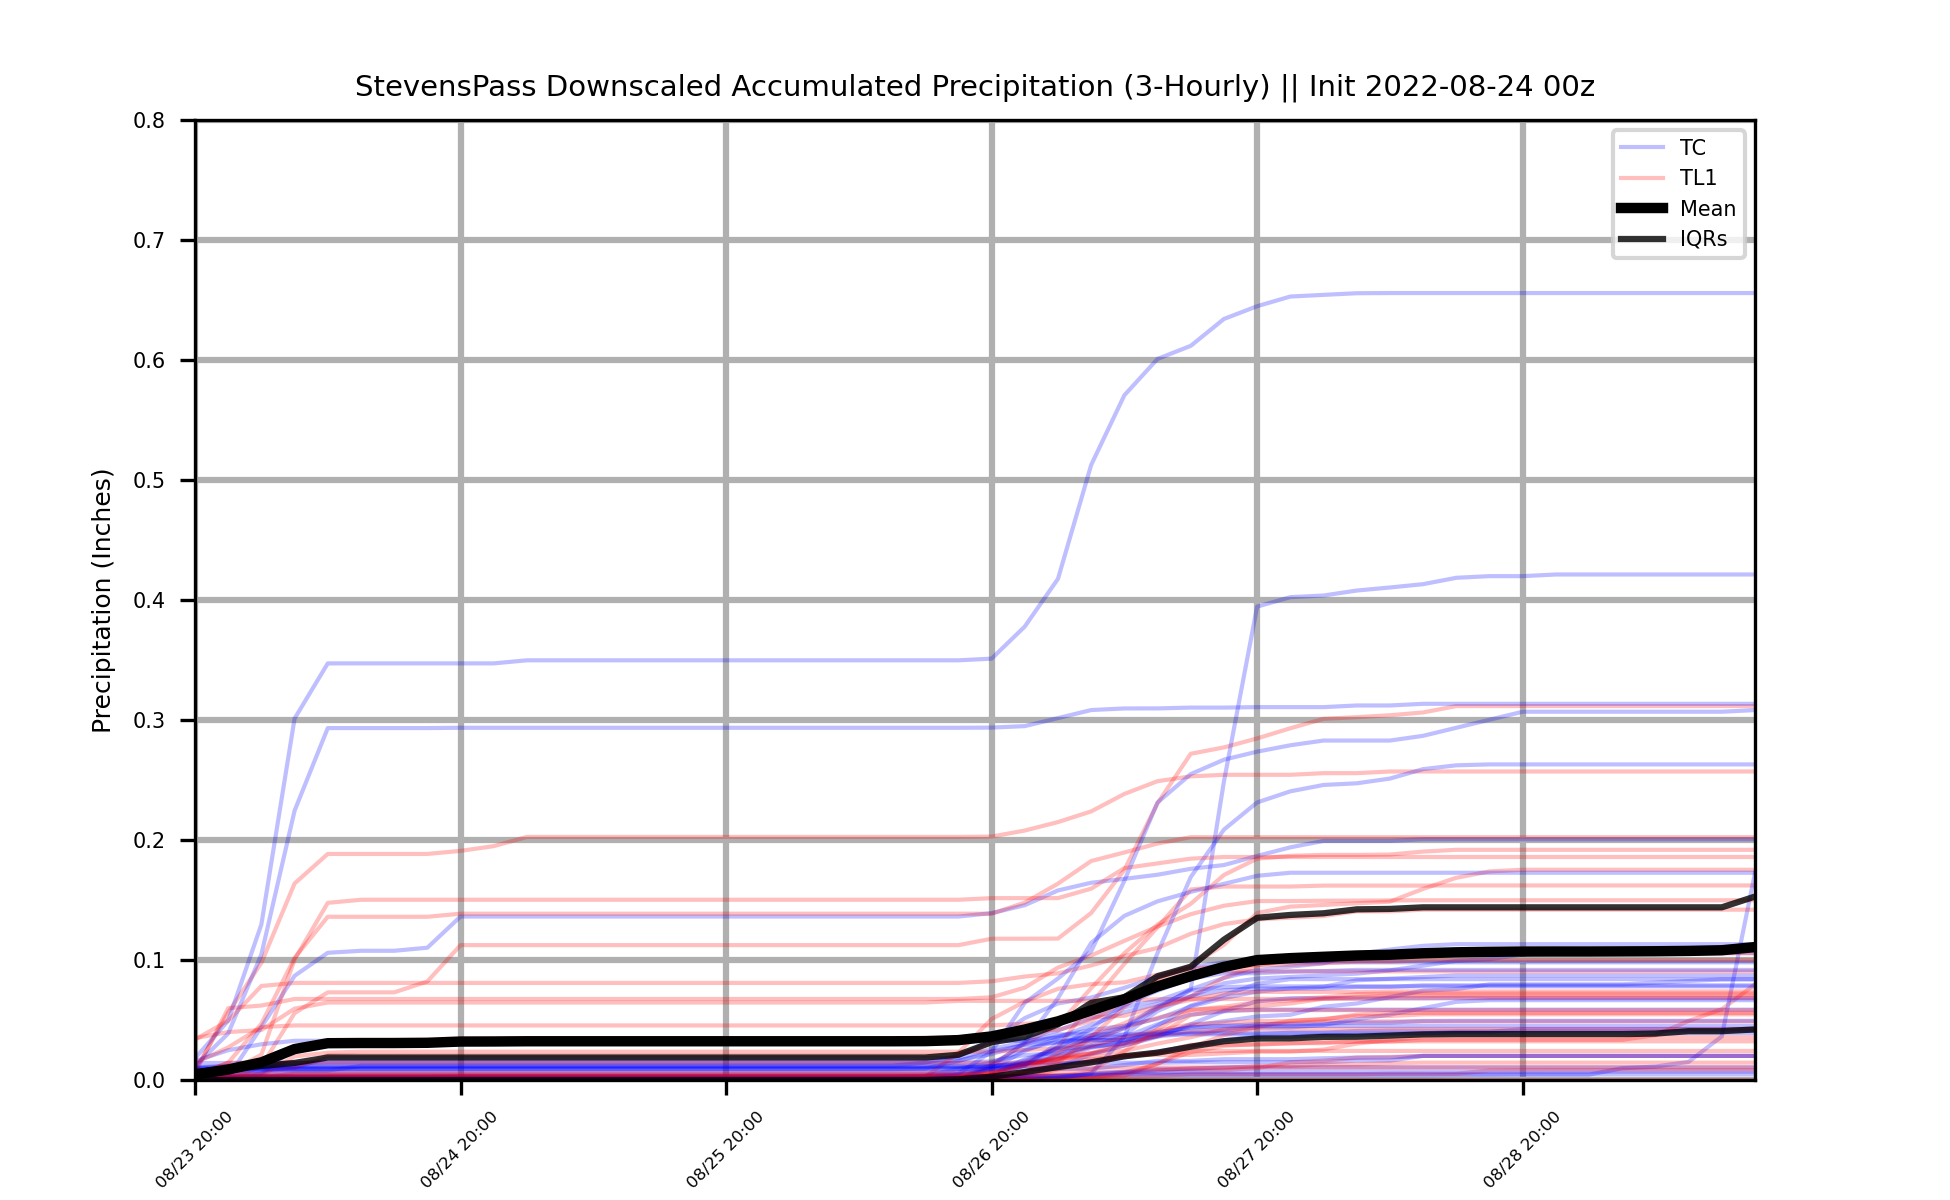 StevensPass Downscaled Accumulated Precipitation (3-Hourly) || Init 2022-08-24 00z
TC
TL1
Mean
IQRs
Precipitation (Inches)
0.8
0.7
0.6
0.5
0.4
0.3
0.2
0.1
0.0
08/23 20:00
08/24 20:00
08/25 20:00
08/26 20:00
08/27 20:00
08/28 20:00